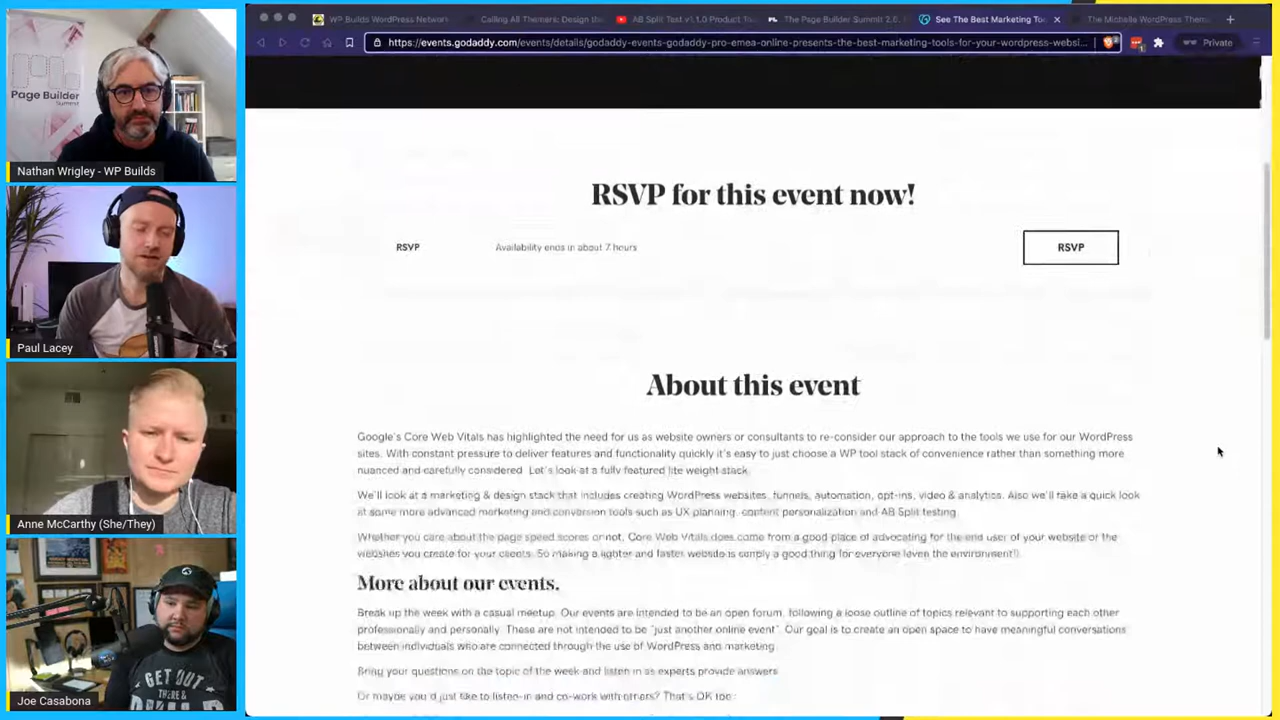 Page Builder
Summit
Nathan Wrigley - WP Builds
Paul Lacey
Anne McCarthy (She/They)
GET OUT
THERE &
Joe Casabona
WP Builds WordPress Network
Calling All Themers: Design th
AB Split Test v1.1.0 Product To
The Page Builder Summit 2.0.
See The Best Marketing Too
The Michelle WordPress Them
https://events.godaddy.com/events/details/godaddy-events-godaddy-pro-emea-online-presents-the-best-marketing-tools-for-your-wordpress-websi...
Private
RSVP for this event now!
RSVP
Availability ends in about 7 hours
RSVP
About this event
Google's Core Web Vitals has highlighted the need for us as website owners or consultants to re-consider our approach to the tools we use for our WordPress
sites. With constant pressure to deliver features and functionality quickly it's easy to just choose a WP tool stack of convenience rather than something more
nuanced and carefully considered. Let's look at a fully featured lite weight stack.
We'll look at a marketing & design stack that includes creating WordPress websites, funnels, automation, opt-ins, video & analytics. Also we'll take a quick look
at some more advanced marketing and conversion tools such as UX planning, content personalization and AB Split testing.
Whether you care about the page speed scores or not, Core Web Vitals does come from a good place of advocating for the end user of your website or the
websites you create for your clients. So making a lighter and faster website is simply a good thing for everyone (even the environment!).
More about our events.
Break up the week with a casual meetup. Our events are intended to be an open forum, following a loose outline of topics relevant to supporting each other
professionally and personally. These are not intended to be "just another online event". Our goal is to create an open space to have meaningful conversations
between individuals who are connected through the use of WordPress and marketing.
Bring your questions on the topic of the week and listen in as experts provide answers
Or maybe you'd just like to listen-in and co-work with others? That's OK too